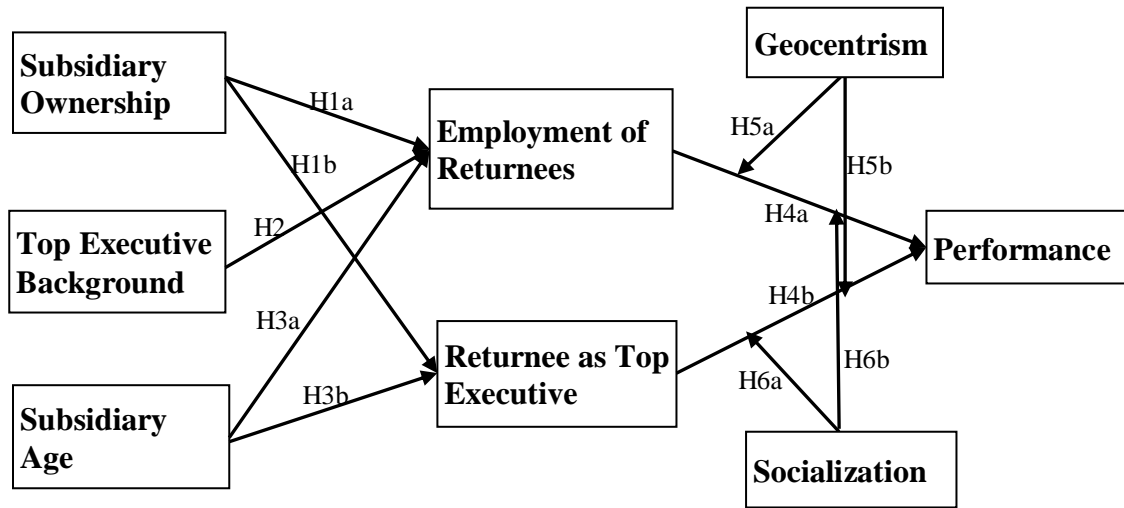 Geocentrism
Subsidiary
Ownership
H1a
Employment of
Returnees
H5a
H1b
H5b
H4a
Top Executive
Background
H2
Performance
H4b
H3a
Returnee as Top
Executive
H6b
H6a
H3b
Subsidiary
Age
Socialization